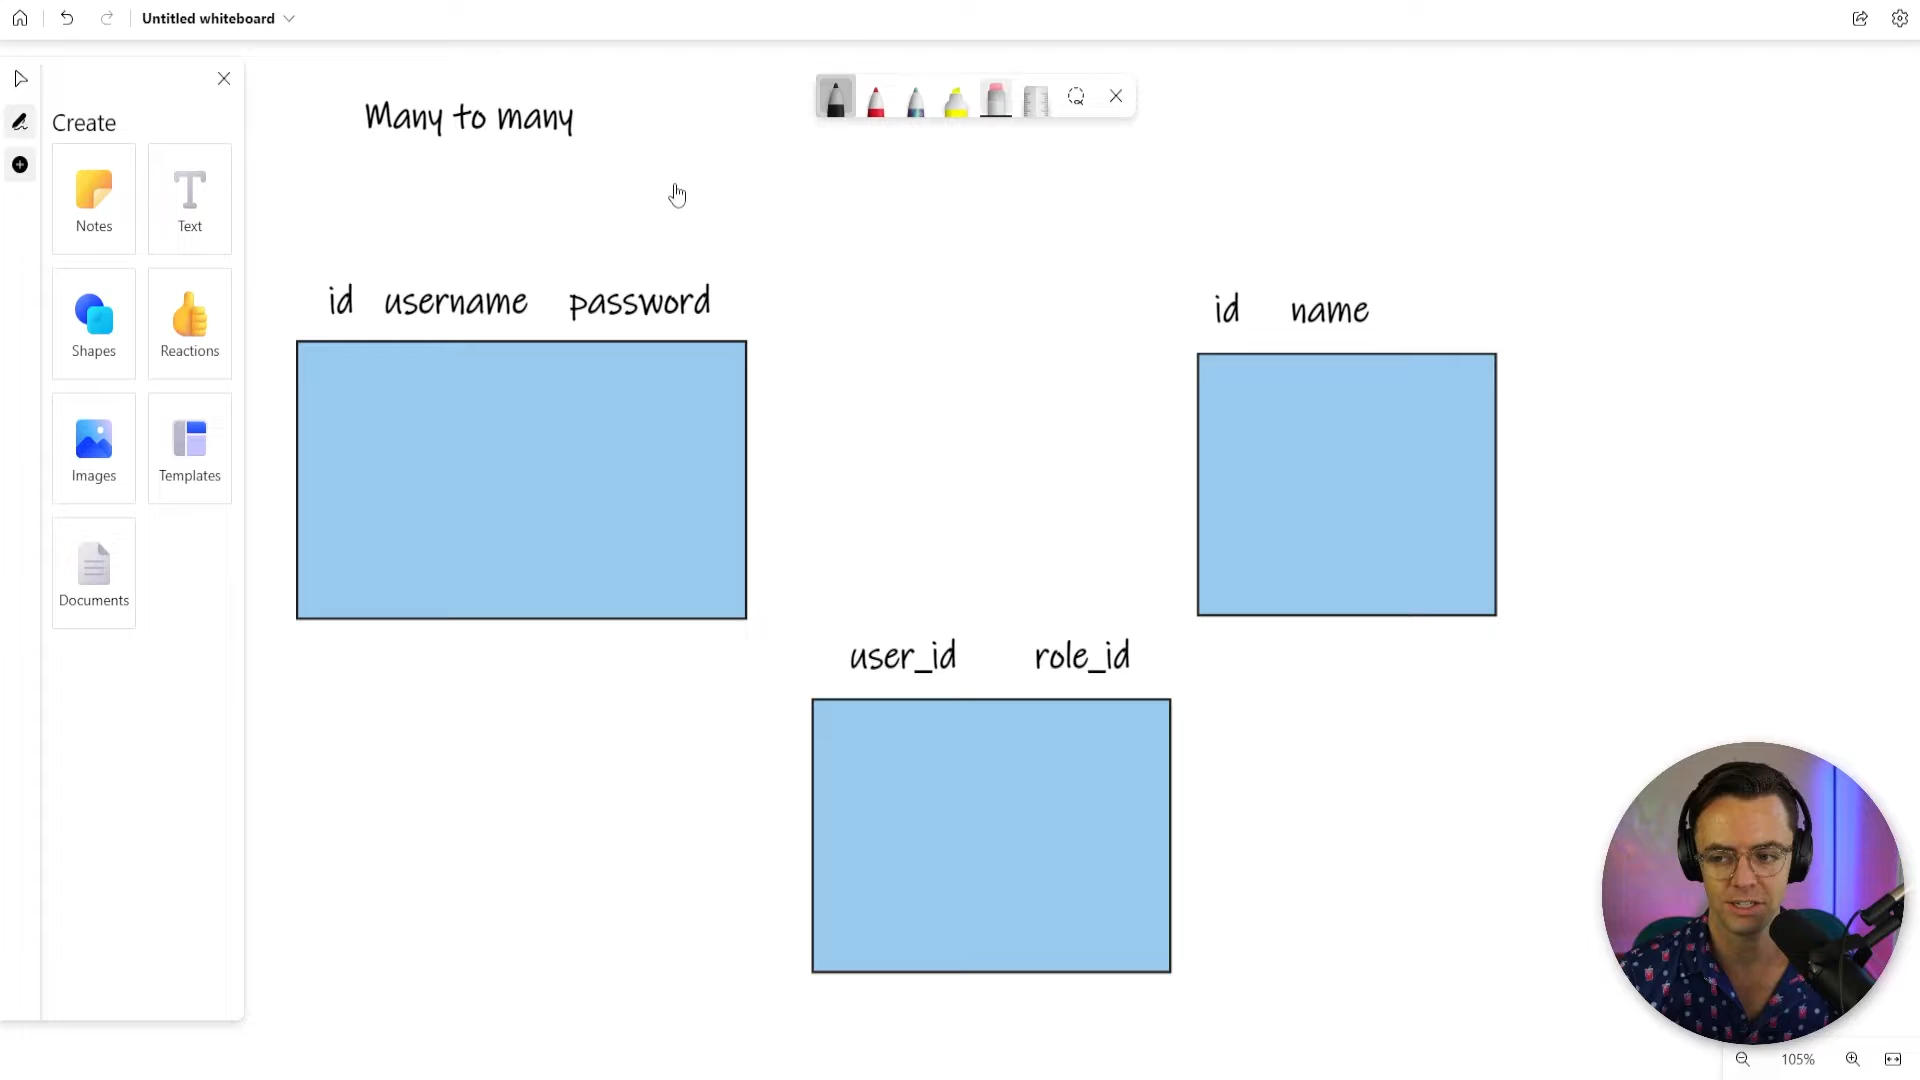 Untitled whiteboard
Create
Notes
Text
Shapes
Reactions
Images
Templates
Documents
Many to many
id username password
id name
user_id role_id
105%